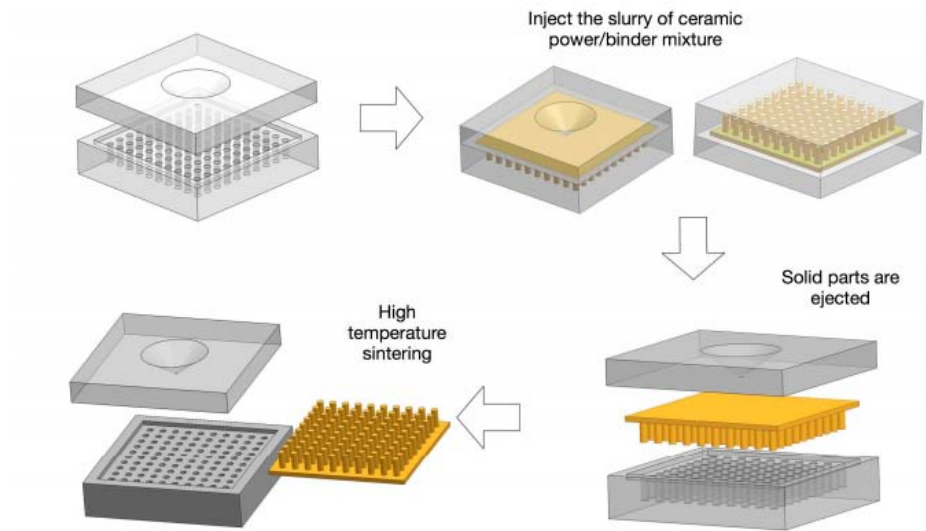 Inject the slurry of ceramic
power/binder mixture
Solid parts are
ejected
High
temperature
sintering